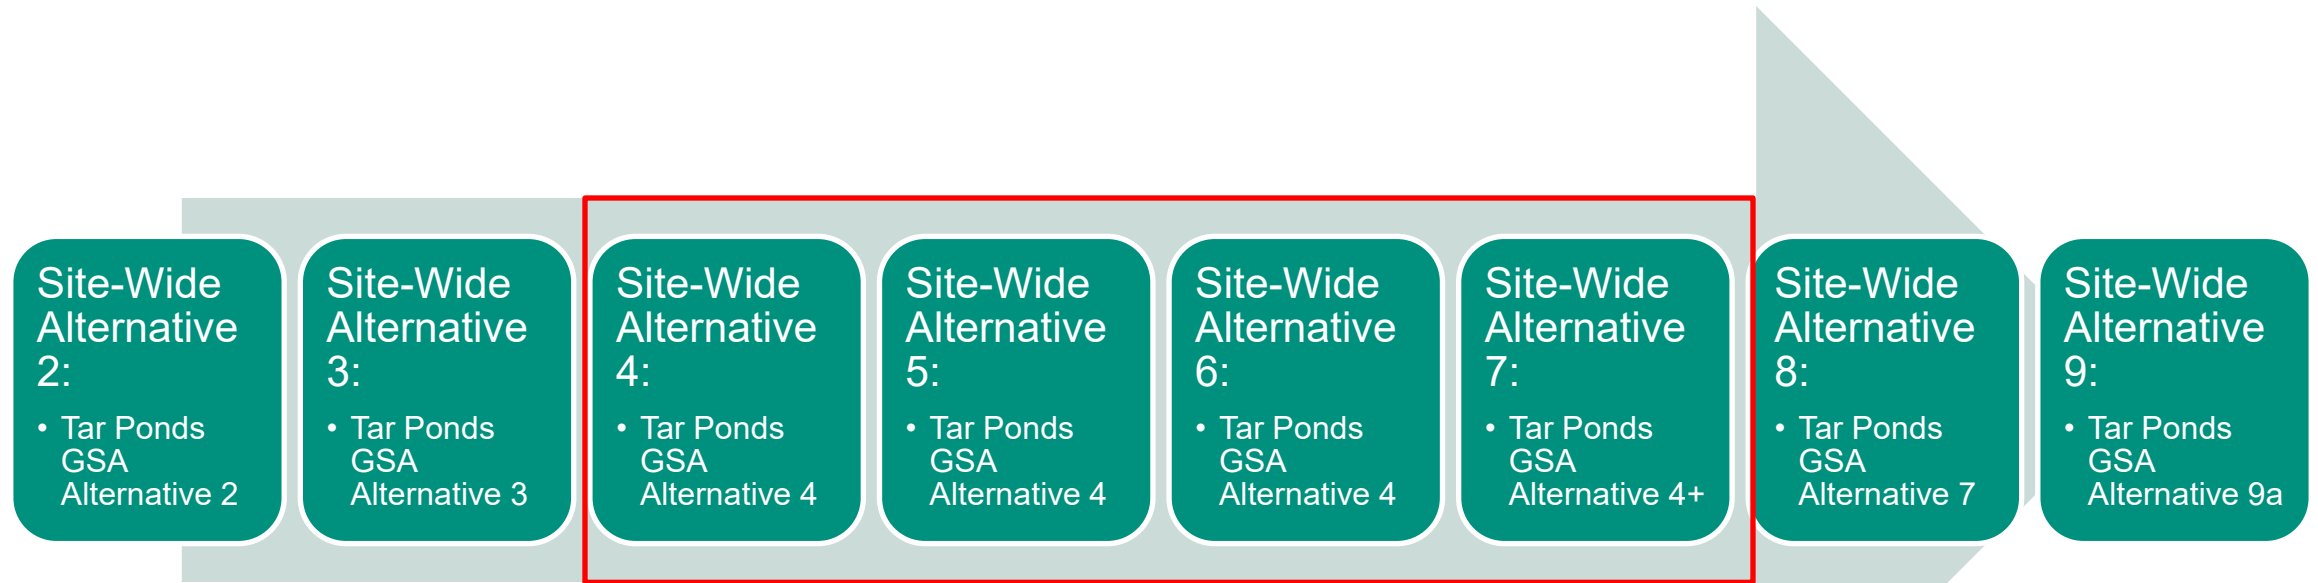 Site-Wide
Alternative
2:
• Tar Ponds
GSA
Alternative 2
Site-Wide
Alternative
3:
• Tar Ponds
GSA
Alternative 3
Site-Wide
Alternative
4:
• Tar Ponds
GSA
Alternative 4
Site-Wide
Alternative
5:
• Tar Ponds
GSA
Alternative 4
Site-Wide
Alternative
6:
• Tar Ponds
GSA
Alternative 4
Site-Wide
Alternative
7:
• Tar Ponds
GSA
Alternative 4+
Site-Wide
Alternative
8:
• Tar Ponds
GSA
Alternative 7
Site-Wide
Alternative
9:
• Tar Ponds
GSA
Alternative 9a